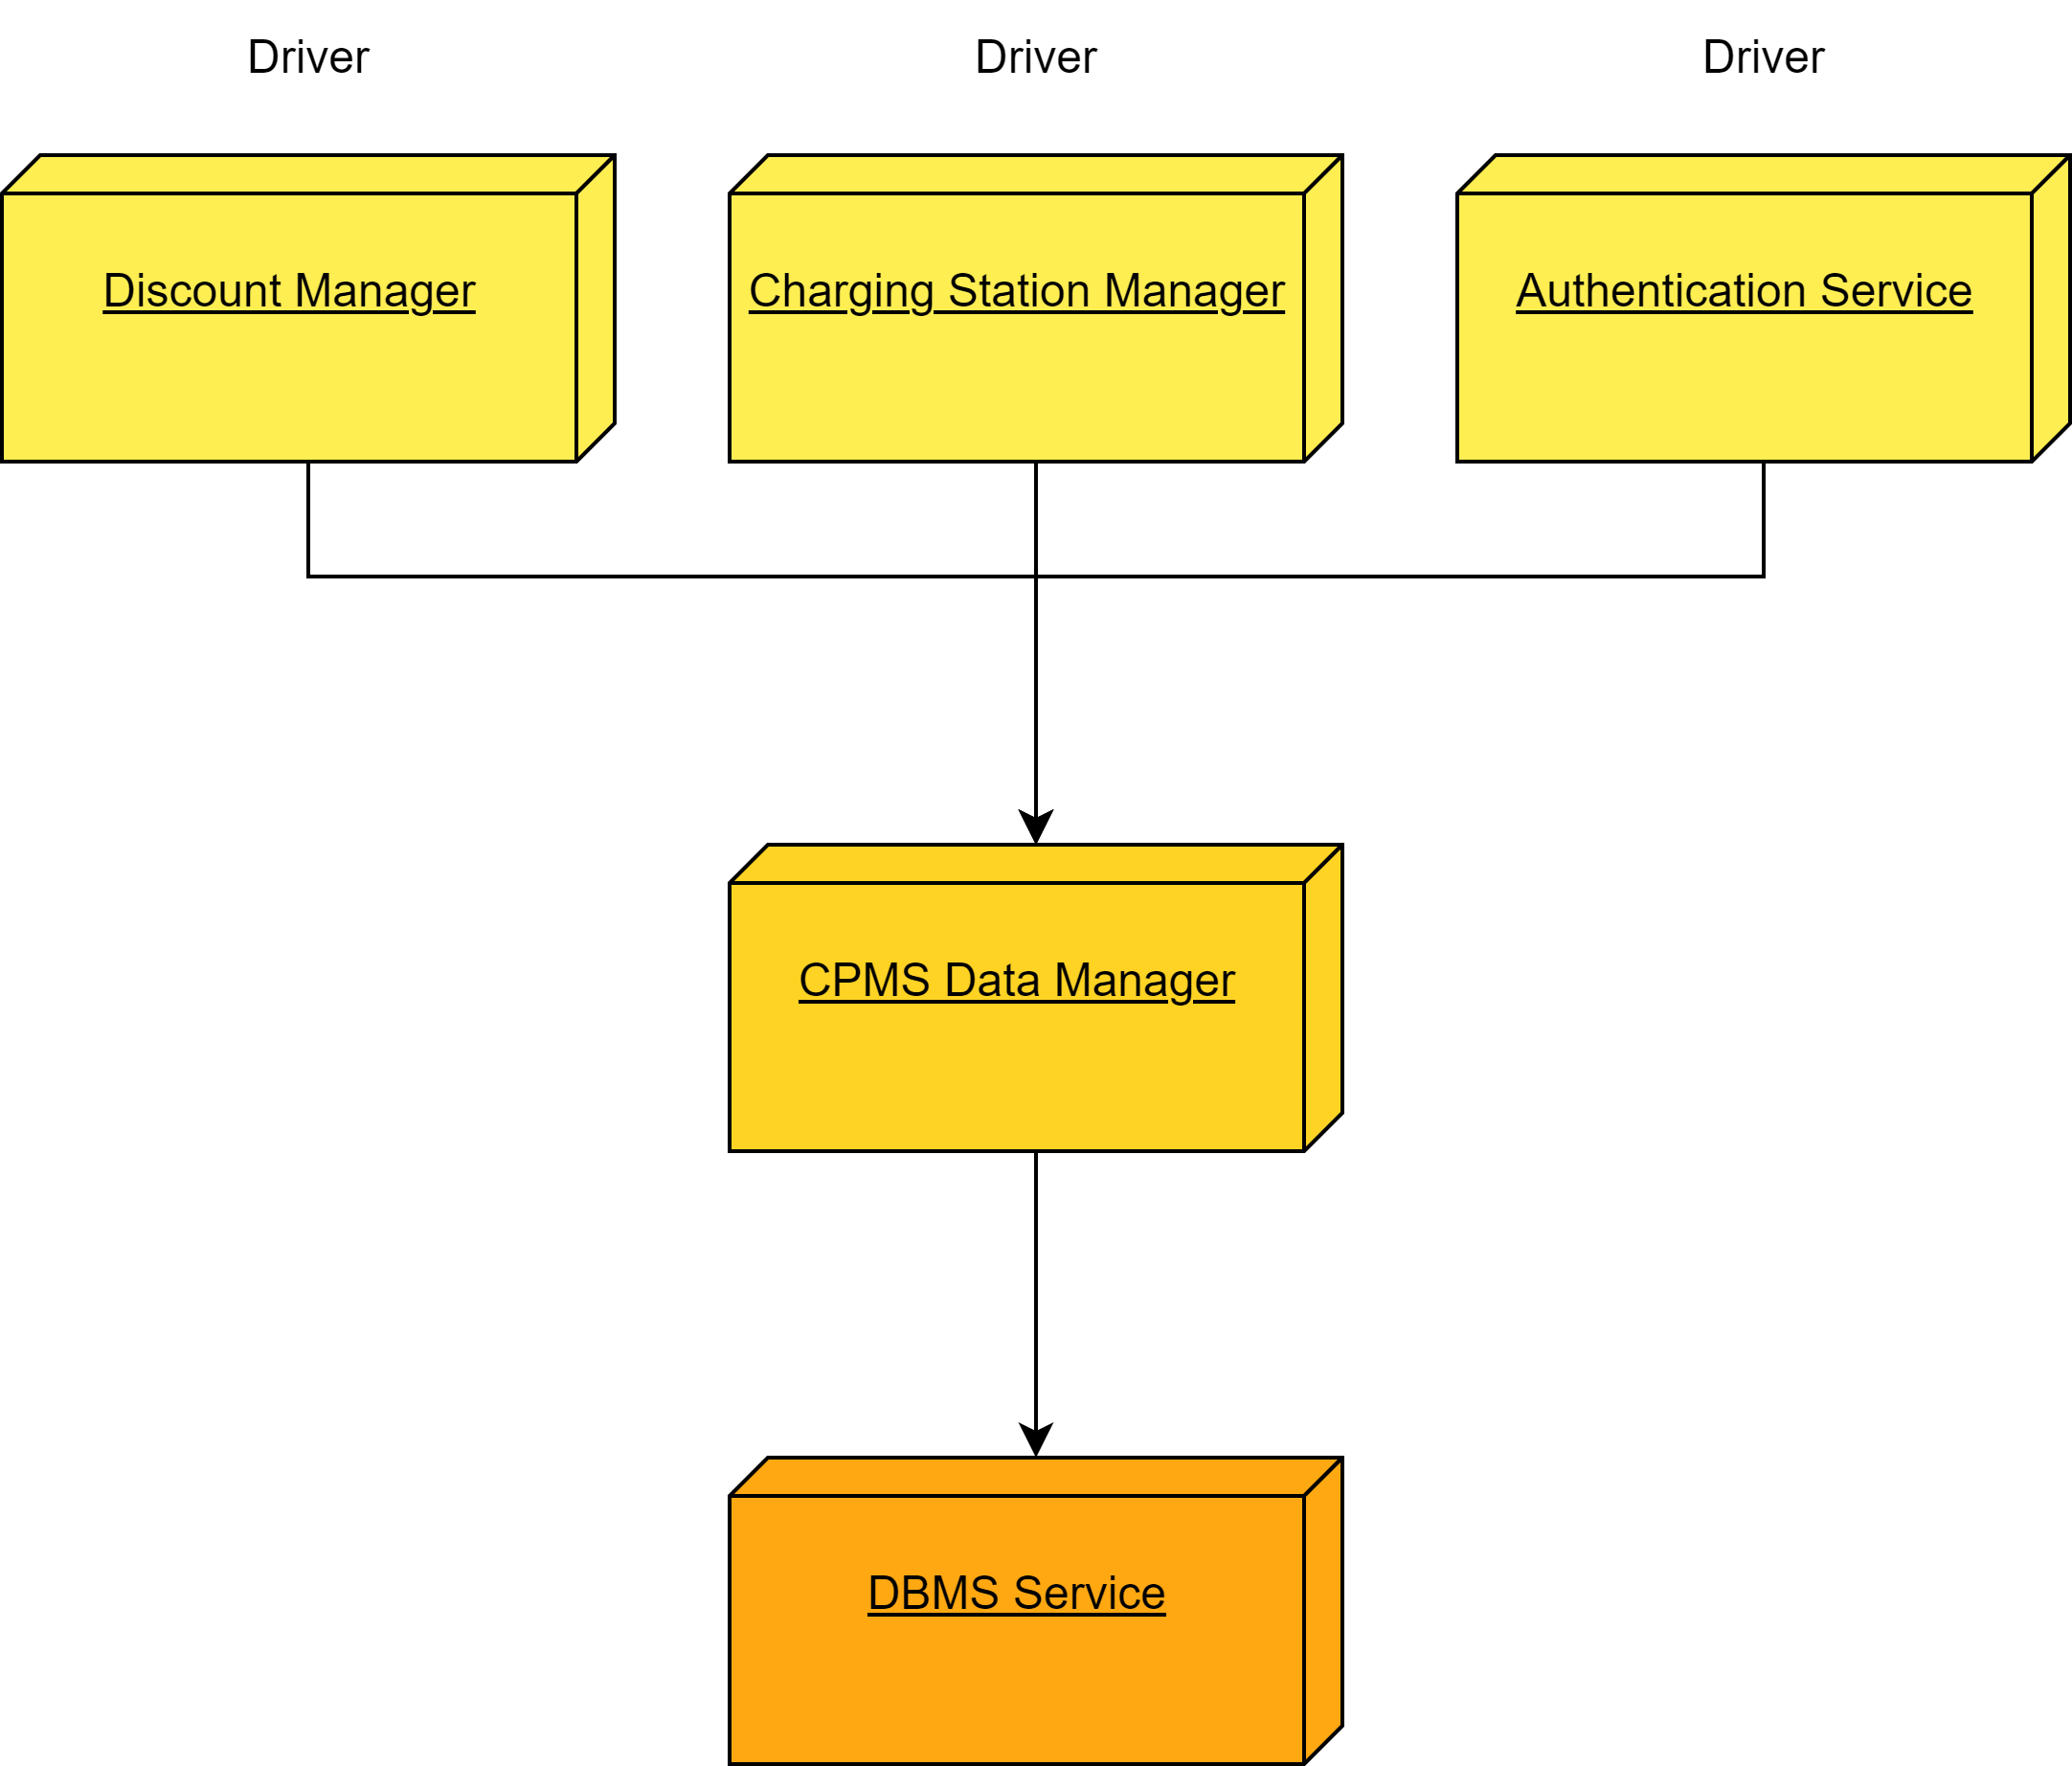 Driver
Driver
Driver
Discount Manager
Charging Station Manager
Authentication Service
CPMS Data Manager
DBMS Service